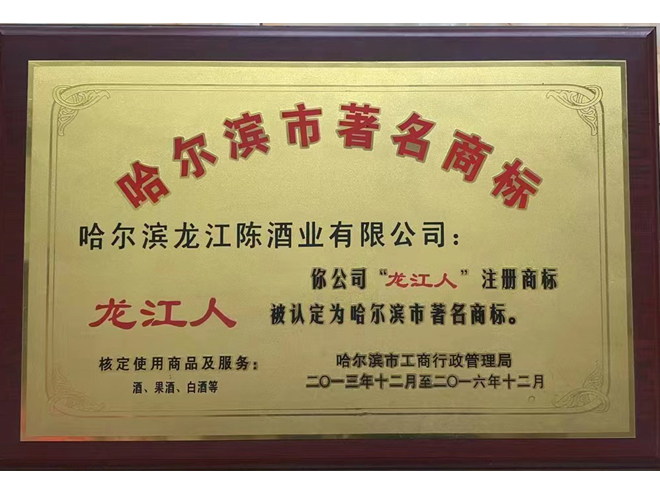 哈尔滨市著名商标
哈尔滨龙江陈酒业有限公司：
你公司“龙江人”注册商标
被认定为哈尔滨市著名商标。
龙江人
核定使用商品及服务：
酒、果酒、白酒等
哈尔滨市工商行政管理局
二〇一三年十二月至二〇一六年十二月